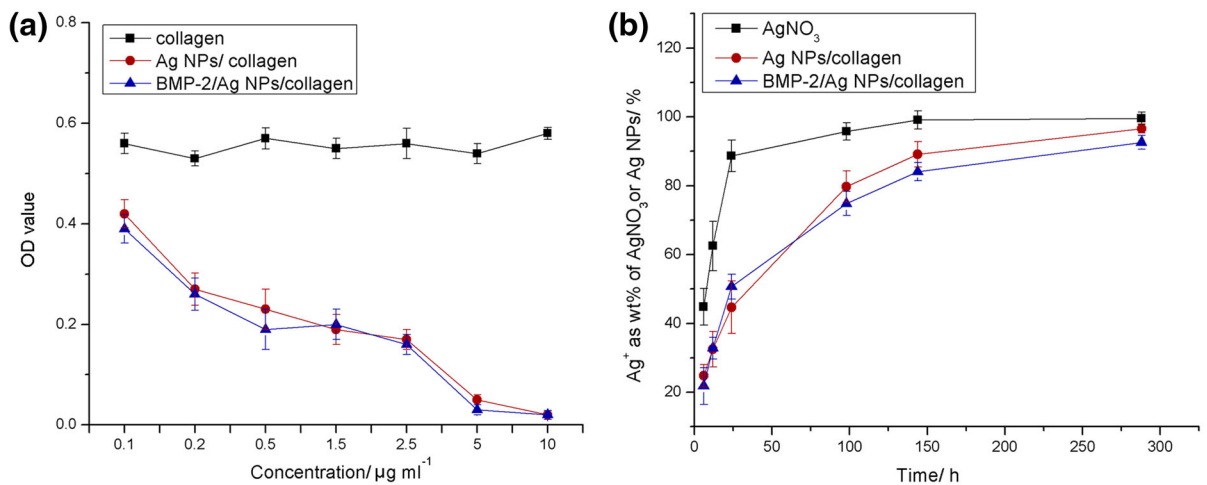 (a)
collagen
Ag NPs/ collagen
BMP-2/Ag NPs/collagen
OD value
0.8
0.6
0.4
0.2
0.0
0.1 0.2 0.5 1.5 2.5 5 10
Concentration/ μg ml⁻¹
(b)
AgNO₃
Ag NPs/collagen
BMP-2/Ag NPs/collagen
Ag⁺ as wt% of AgNO₃or Ag NPs/ %
120
100
80
60
40
20
0 50 100 150 200 250 300
Time/ h